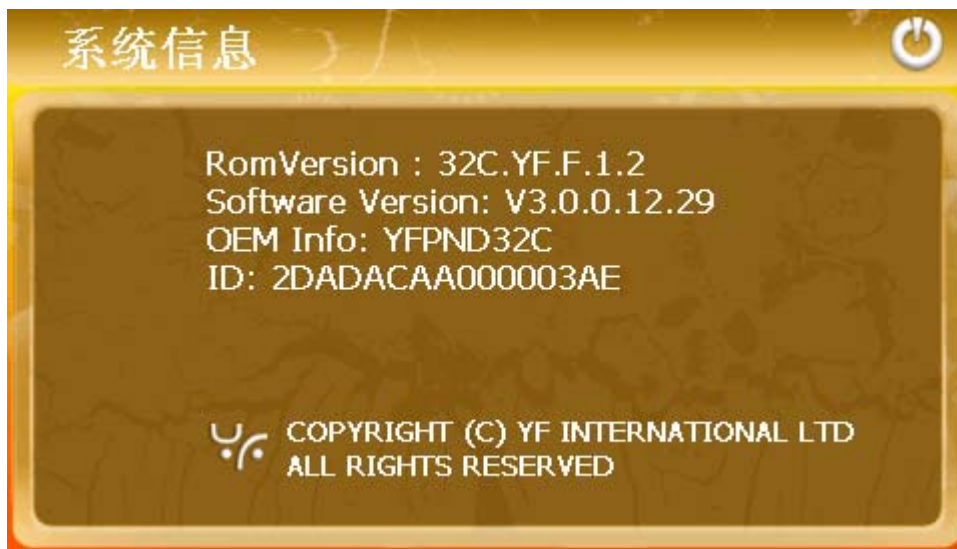 系统信息
RomVersion : 32C.YF.F.1.2
Software Version: V3.0.0.12.29
OEM Info: YFPND32C
ID: 2DADACAA000003AE
COPYRIGHT (C) YF INTERNATIONAL LTD
ALL RIGHTS RESERVED